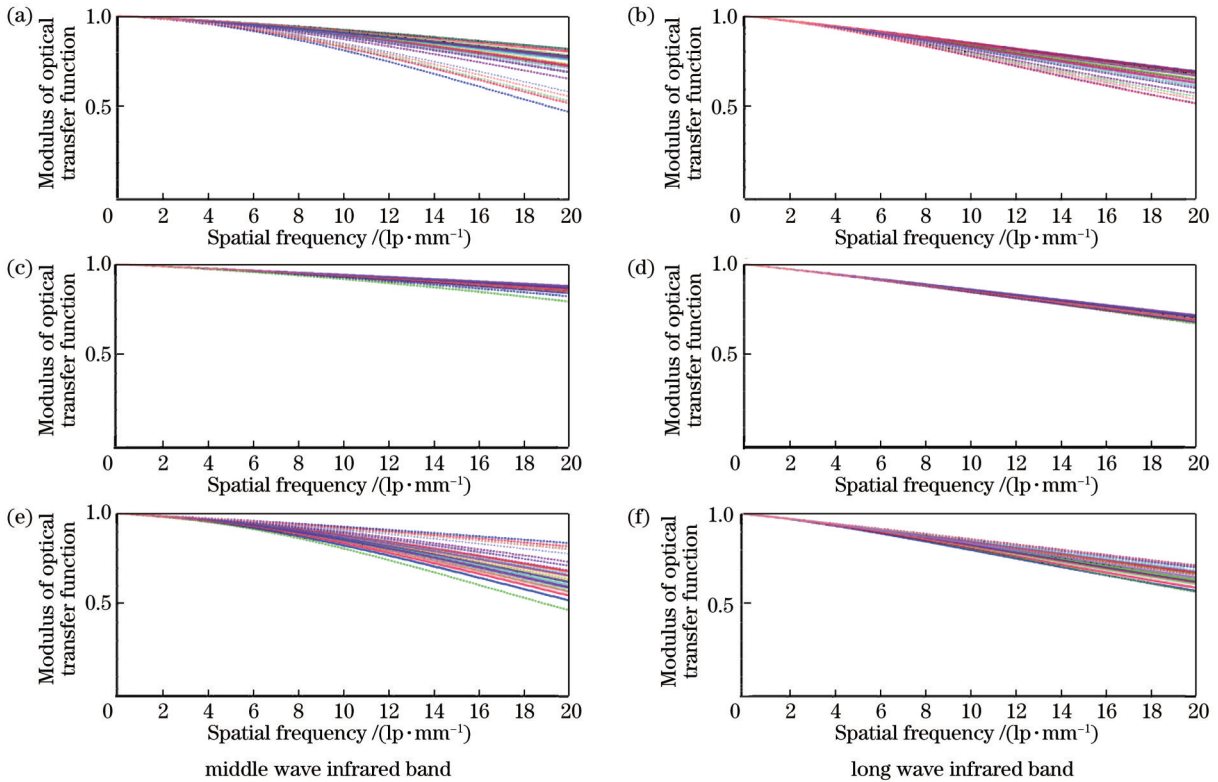 (a)
1.0
0.5
Modulus of optical
transfer function
0 2 4 6 8 10 12 14 16 18 20
Spatial frequency /(lp·mm⁻¹)
(b)
1.0
0.5
Modulus of optical
transfer function
0 2 4 6 8 10 12 14 16 18 20
Spatial frequency /(lp·mm⁻¹)
(c)
1.0
0.5
Modulus of optical
transfer function
0 2 4 6 8 10 12 14 16 18 20
Spatial frequency /(lp·mm⁻¹)
(d)
1.0
0.5
Modulus of optical
transfer function
0 2 4 6 8 10 12 14 16 18 20
Spatial frequency /(lp·mm⁻¹)
(e)
1.0
0.5
Modulus of optical
transfer function
0 2 4 6 8 10 12 14 16 18 20
Spatial frequency /(lp·mm⁻¹)
middle wave infrared band
(f)
1.0
0.5
Modulus of optical
transfer function
0 2 4 6 8 10 12 14 16 18 20
Spatial frequency /(lp·mm⁻¹)
long wave infrared band